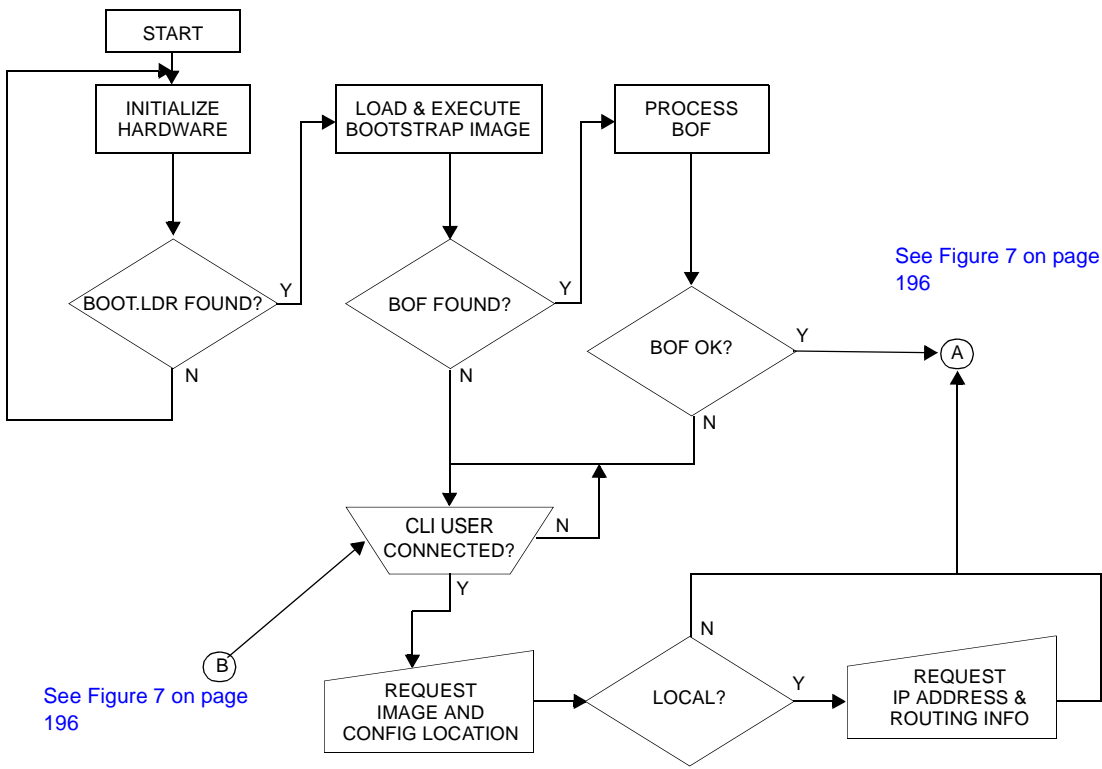 START
INITIALIZE
HARDWARE
LOAD & EXECUTE
BOOTSTRAP IMAGE
PROCESS
BOF
BOOT.LDR FOUND?
Y
N
BOF FOUND?
Y
N
BOF OK?
Y
N
See Figure 7 on page
196
A
CLI USER
CONNECTED?
N
Y
B
See Figure 7 on page
196
REQUEST
IMAGE AND
CONFIG LOCATION
LOCAL?
N
Y
REQUEST
IP ADDRESS &
ROUTING INFO